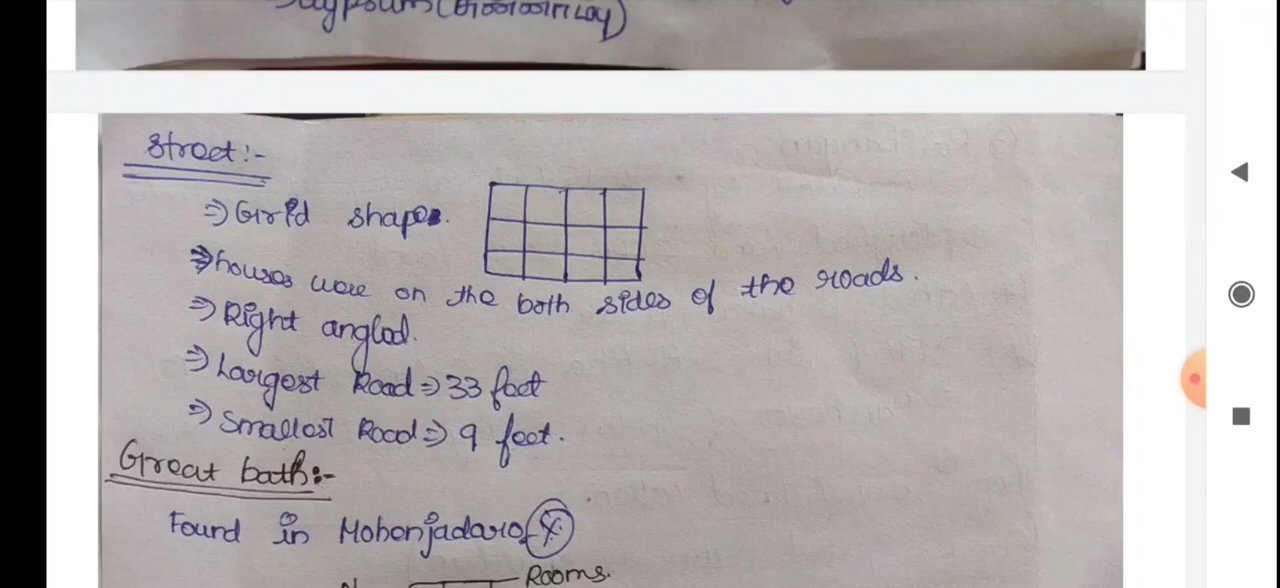 Street:-
⇒ Grid shape.
⇒ houses were on the both sides of the roads.
⇒ Right angled.
⇒ Largest Road ⇒ 33 feet
⇒ Smallest Road ⇒ 9 feet.
Great bath:-
Found in Mohenjadaro
N
Rooms.